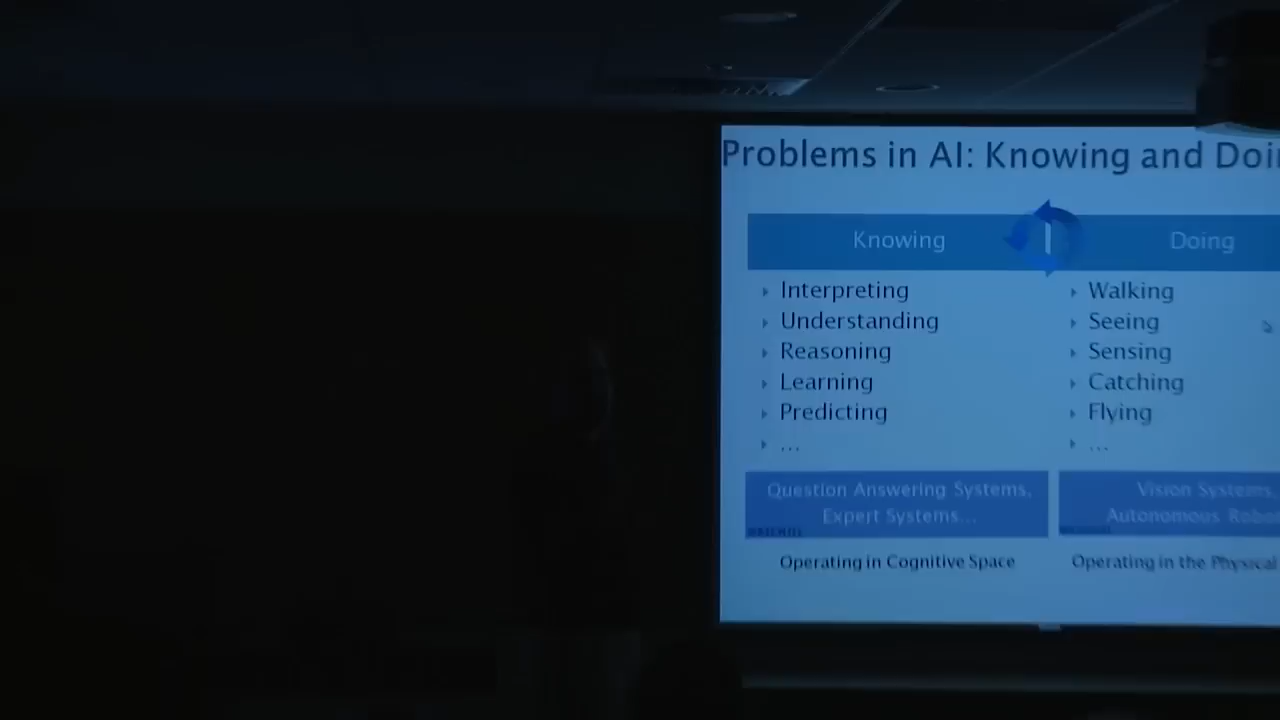 Problems in AI: Knowing and Doi
Knowing
Doing
Interpreting
Understanding
Reasoning
Learning
Predicting
...
Walking
Seeing
Sensing
Catching
Flying
...
Question Answering Systems,
Expert Systems...
Vision Systems,
Autonomous Robo
Operating in Cognitive Space
Operating in the Physical